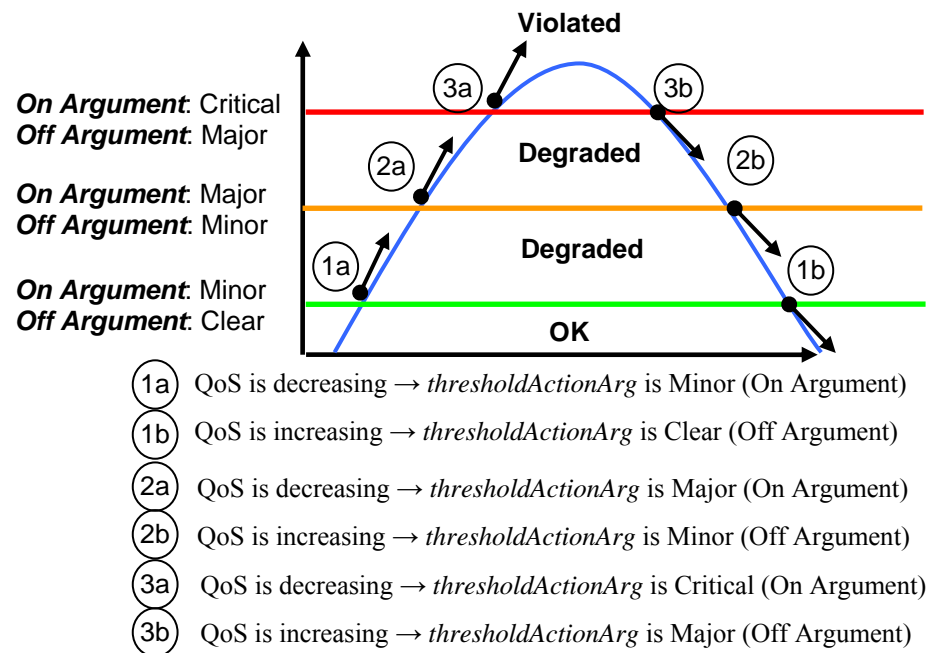 Violated
3a
3b
On Argument: Critical
Off Argument: Major
Degraded
2a
2b
On Argument: Major
Off Argument: Minor
Degraded
1a
1b
On Argument: Minor
Off Argument: Clear
OK
1a QoS is decreasing → thresholdActionArg is Minor (On Argument)
1b QoS is increasing → thresholdActionArg is Clear (Off Argument)
2a QoS is decreasing → thresholdActionArg is Major (On Argument)
2b QoS is increasing → thresholdActionArg is Minor (Off Argument)
3a QoS is decreasing → thresholdActionArg is Critical (On Argument)
3b QoS is increasing → thresholdActionArg is Major (Off Argument)